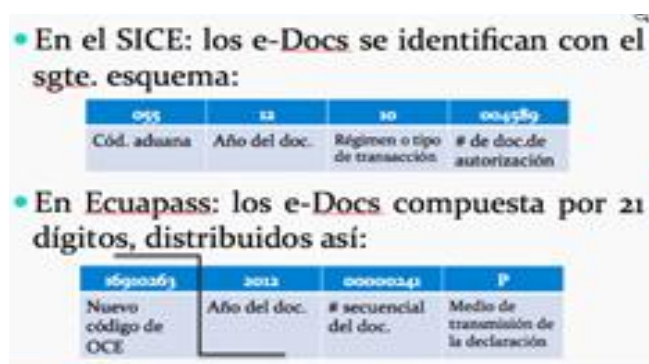 • En el SICE: los e-Docs se identifican con el
sgte. esquema:
055 12 10 004589
Cód. aduana Año del doc. Régimen o tipo # de doc.de
de transacción autorización
• En Ecuapass: los e-Docs compuesta por 21
dígitos, distribuidos así:
16910263 2012 00000241 P
Nuevo Año del doc. # secuencial Medio de
código de del doc. transmisión de
OCE la declaración